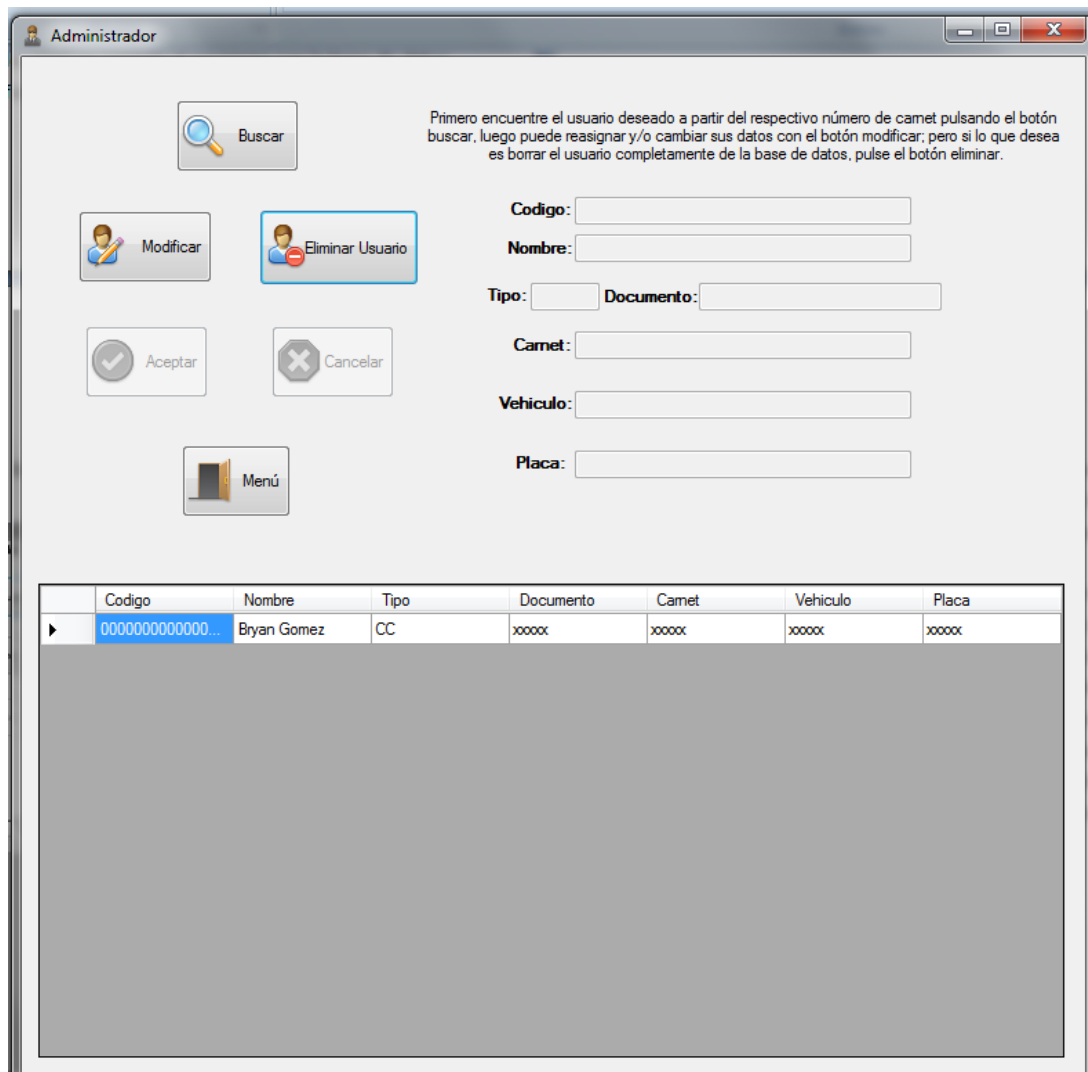 Administrador
Buscar
Primero encuentre el usuario deseado a partir del respectivo número de carnet pulsando el botón
buscar, luego puede reasignar y/o cambiar sus datos con el botón modificar; pero si lo que desea
es borrar el usuario completamente de la base de datos, pulse el botón eliminar.
Modificar
Eliminar Usuario
Aceptar
Cancelar
Menú
Codigo:
Nombre:
Tipo: Documento:
Carnet:
Vehiculo:
Placa:
Codigo Nombre Tipo Documento Carnet Vehiculo Placa
0000000000000... Bryan Gomez CC xxxxx xxxxx xxxxx xxxxx